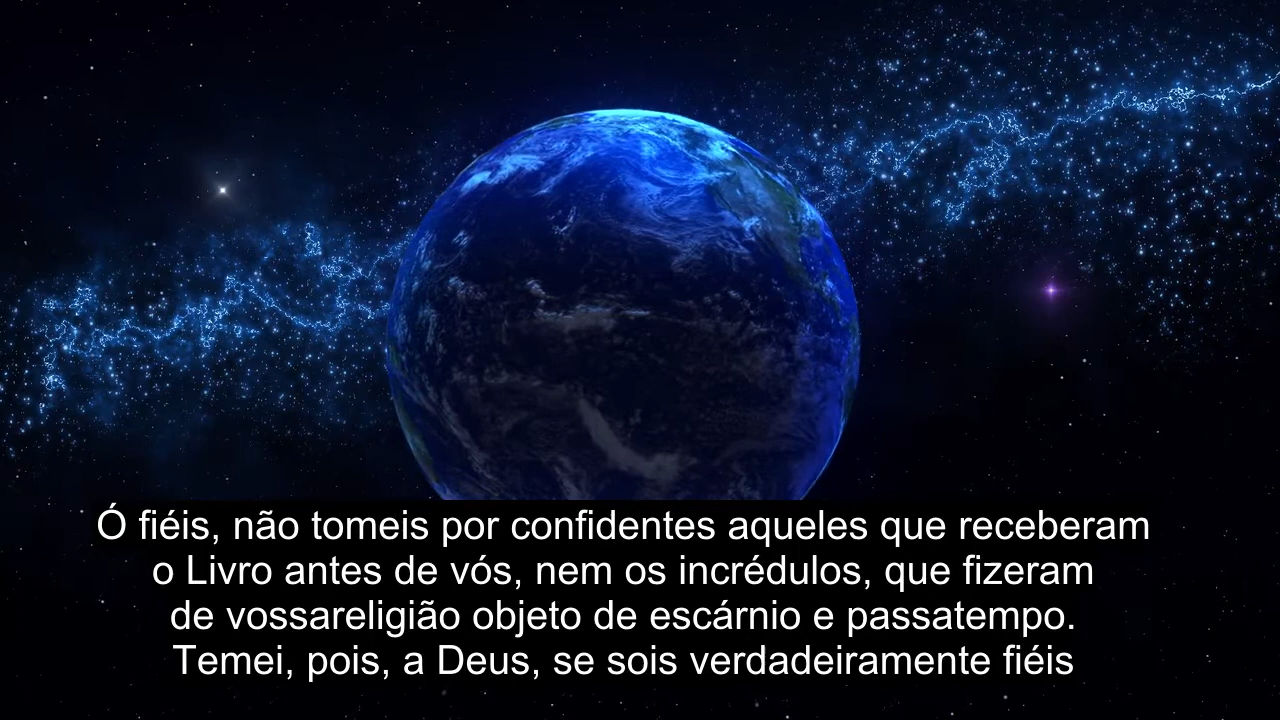 Ó fiéis, não tomeis por confidentes aqueles que receberam
o Livro antes de vós, nem os incrédulos, que fizeram
de vossareligião objeto de escárnio e passatempo.
Temei, pois, a Deus, se sois verdadeiramente fiéis